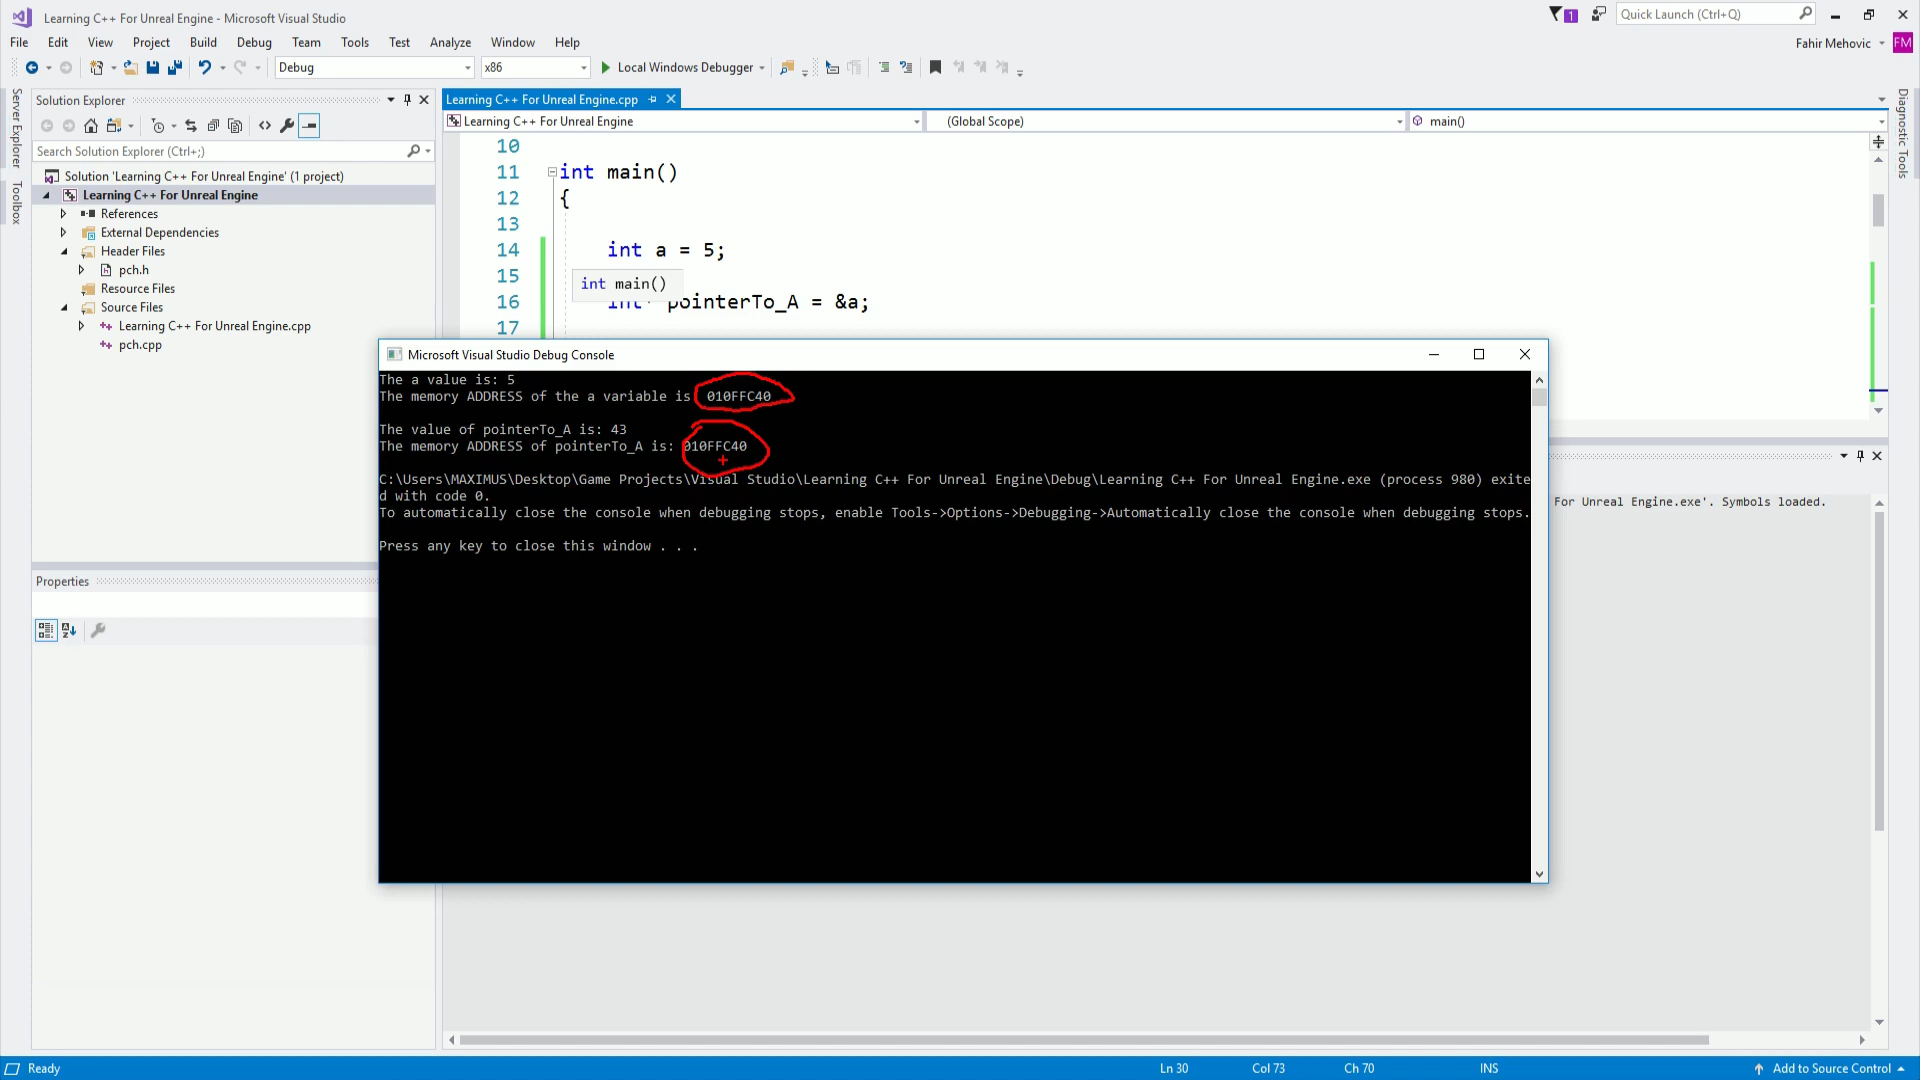 Learning C++ For Unreal Engine - Microsoft Visual Studio
1
Quick Launch (Ctrl+Q)
File Edit View Project Build Debug Team Tools Test Analyze Window Help
Fahir Mehovic FM
Debug x86 Local Windows Debugger
Server Explorer
Toolbox
Solution Explorer
Search Solution Explorer (Ctrl+;)
Solution 'Learning C++ For Unreal Engine' (1 project)
Learning C++ For Unreal Engine
References
External Dependencies
Header Files
pch.h
Resource Files
Source Files
Learning C++ For Unreal Engine.cpp
pch.cpp
Properties
Learning C++ For Unreal Engine.cpp
Learning C++ For Unreal Engine (Global Scope) main()
Diagnostic Tools
10
11 int main()
12 {
13
14 int a = 5;
15
int main()
16 int* pointerTo_A = &a;
17
Microsoft Visual Studio Debug Console
The a value is: 5
The memory ADDRESS of the a variable is 010FFC40
The value of pointerTo_A is: 43
The memory ADDRESS of pointerTo_A is: 010FFC40
C:\Users\MAXIMUS\Desktop\Game Projects\Visual Studio\Learning C++ For Unreal Engine\Debug\Learning C++ For Unreal Engine.exe (process 980) exite
d with code 0.
To automatically close the console when debugging stops, enable Tools->Options->Debugging->Automatically close the console when debugging stops.
Press any key to close this window . . .
For Unreal Engine.exe'. Symbols loaded.
Ready Ln 30 Col 73 Ch 70 INS Add to Source Control